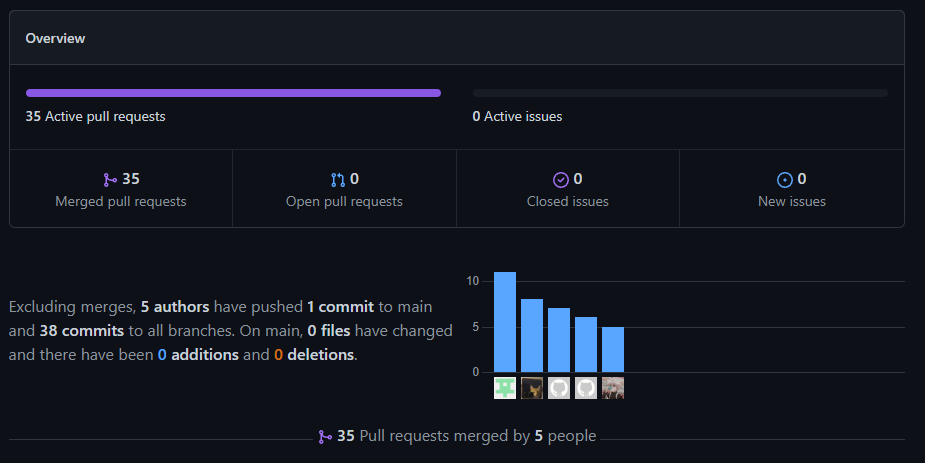 Overview
35 Active pull requests
0 Active issues
35
Merged pull requests
0
Open pull requests
0
Closed issues
0
New issues
Excluding merges, 5 authors have pushed 1 commit to main
and 38 commits to all branches. On main, 0 files have changed
and there have been 0 additions and 0 deletions.
10
5
0
35 Pull requests merged by 5 people